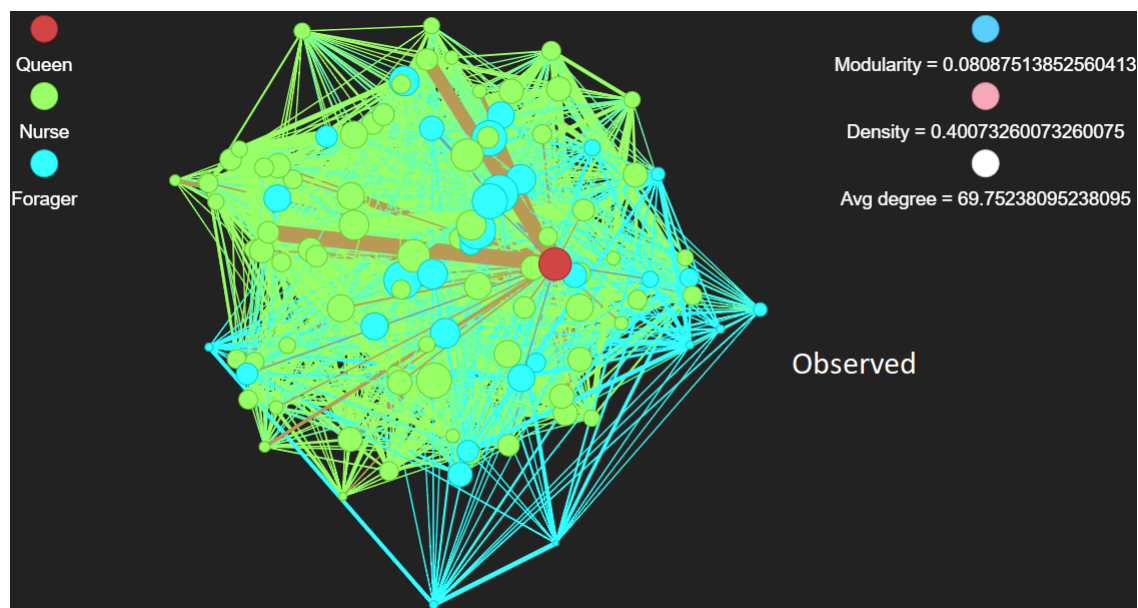 Queen
Nurse
Forager
Modularity = 0.08087513852560413
Density = 0.40073260073260075
Avg degree = 69.75238095238095
Observed